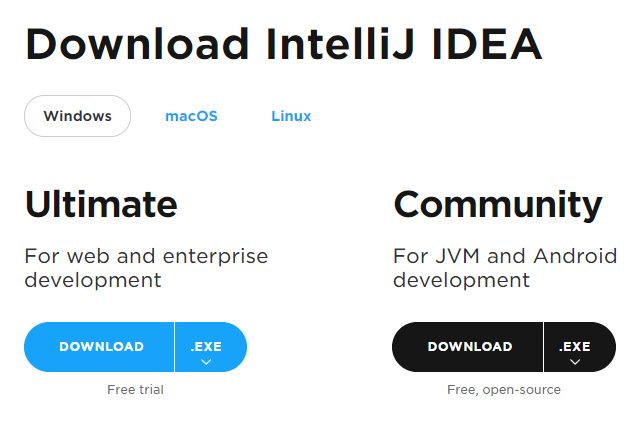 Download IntelliJ IDEA
Windows macOS Linux
Ultimate
For web and enterprise
development
DOWNLOAD .EXE
Free trial
Community
For JVM and Android
development
DOWNLOAD .EXE
Free, open-source